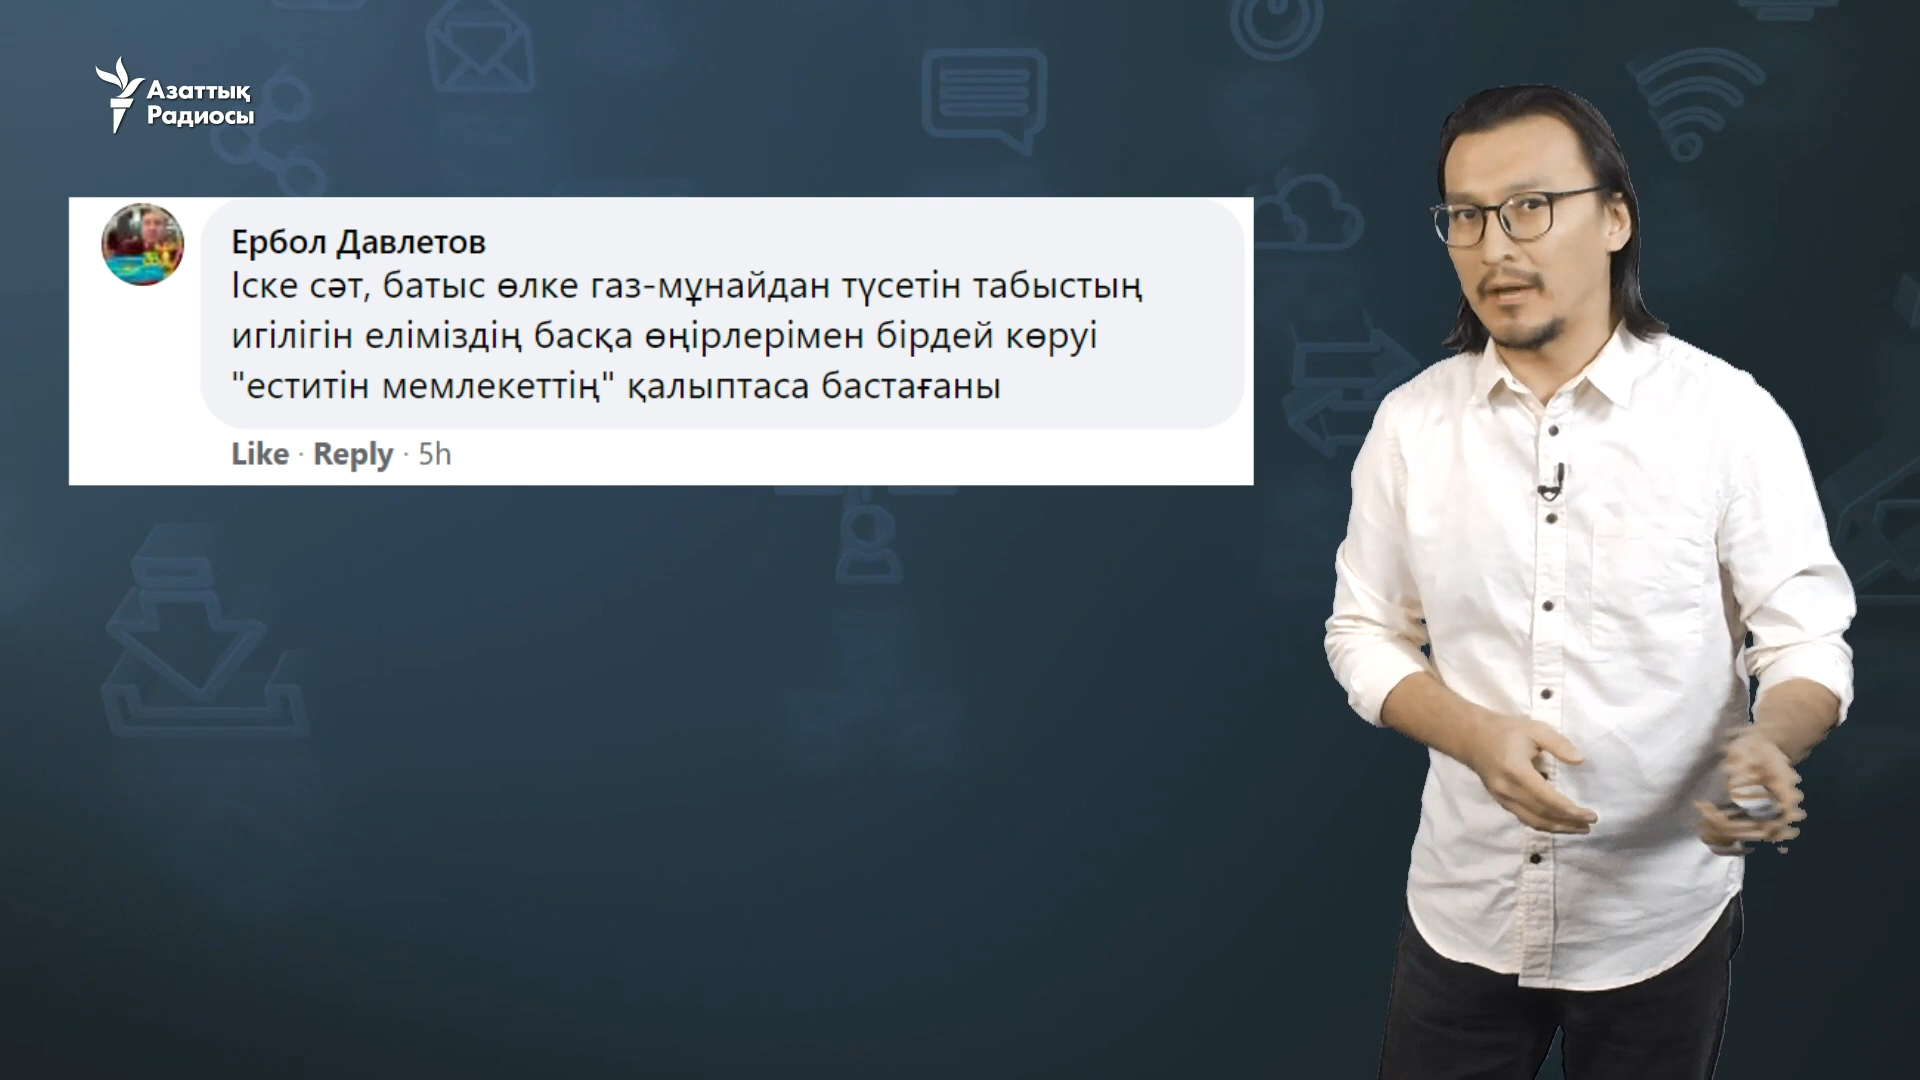 Азаттық
Радиосы
Ербол Давлетов
Іске сәт, батыс өлке газ-мұнайдан түсетін табыстың
игілігін еліміздің басқа өңірлерімен бірдей көруі
"еститін мемлекеттің" қалыптаса бастағаны
Like · Reply · 5h